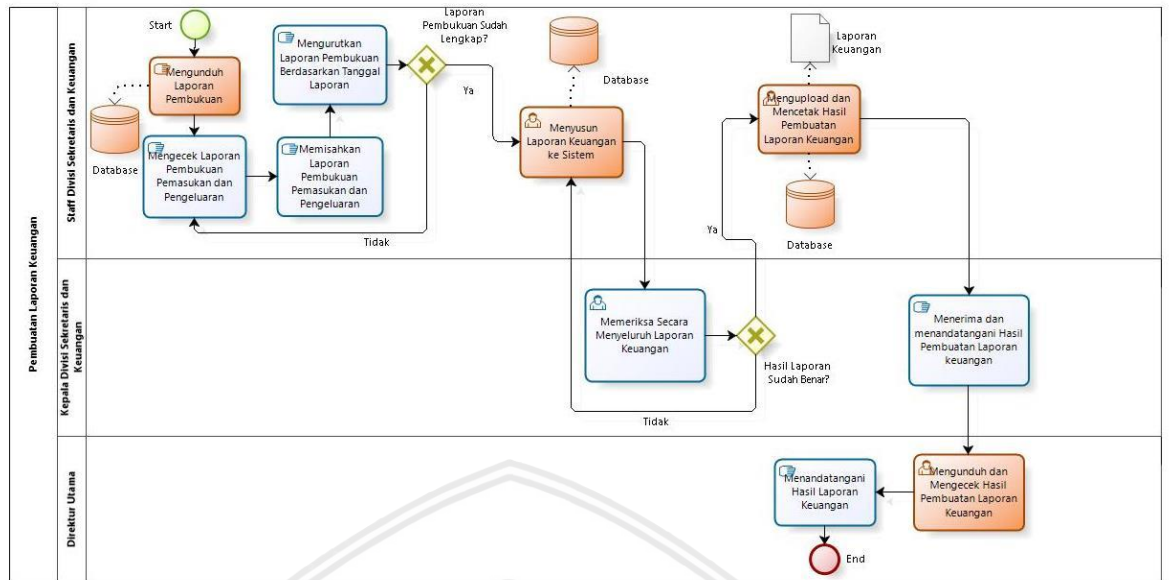 Pembuatan Laporan Keuangan
Staff Divisi Sekretaris dan Keuangan
Start
Mengunduh
Laporan
Pembukuan
Database
Mengecek Laporan
Pembukuan
Pemasukan dan
Pengeluaran
Memisahkan
Laporan
Pembukuan
Pemasukan dan
Pengeluaran
Mengurutkan
Laporan Pembukuan
Berdasarkan Tanggal
Laporan
Laporan
Pembukuan Sudah
Lengkap?
Ya
Tidak
Database
Menyusun
Laporan Keuangan
ke Sistem
Laporan
Keuangan
Mengupload dan
Mencetak Hasil
Pembuatan
Laporan Keuangan
Database
Ya
Kepala Divisi Sekretaris dan
Keuangan
Memeriksa Secara
Menyeluruh Laporan
Keuangan
Hasil Laporan
Sudah Benar?
Tidak
Menerima dan
menandatangani Hasil
Pembuatan Laporan
keuangan
Direktur Utama
Mengunduh dan
Mengecek Hasil
Pembuatan Laporan
Keuangan
Menandatangani
Hasil Laporan
Keuangan
End